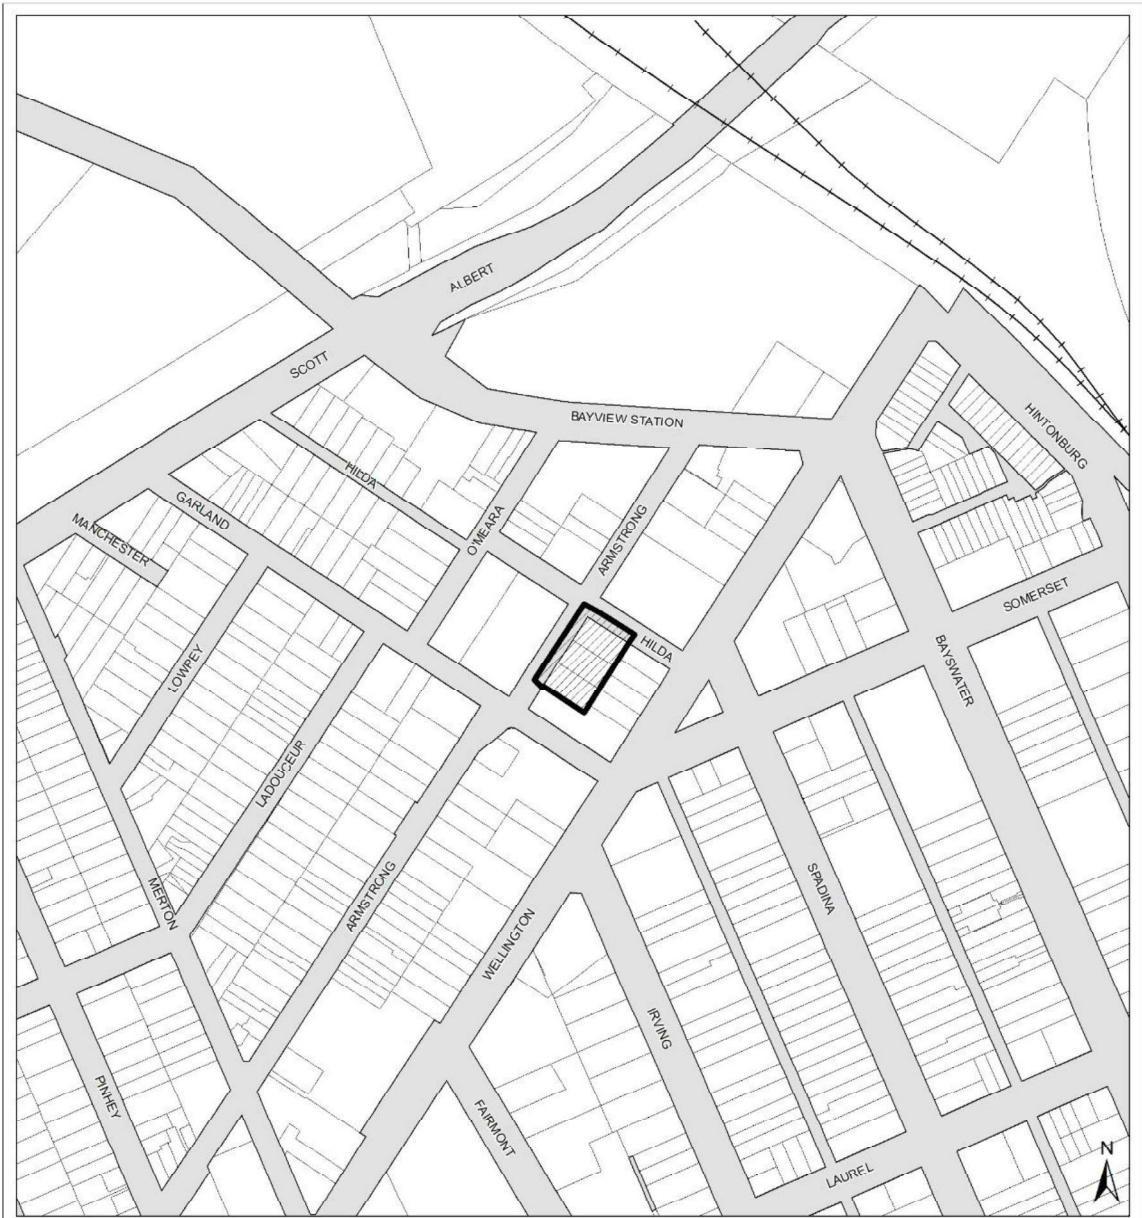 ALBERT
SCOTT
BAYVIEW STATION
HINTONBURG
HILDA
GARLAND
O'MEARA
ARMSTRONG
MANCHESTER
SOMERSET
HILDA
BAYSWATER
LOWREY
LADOUCEUR
SPADINA
MERTON
ARMSTRONG
WELLINGTON
IRVING
PINHEY
FAIRMONT
N
LAUREL